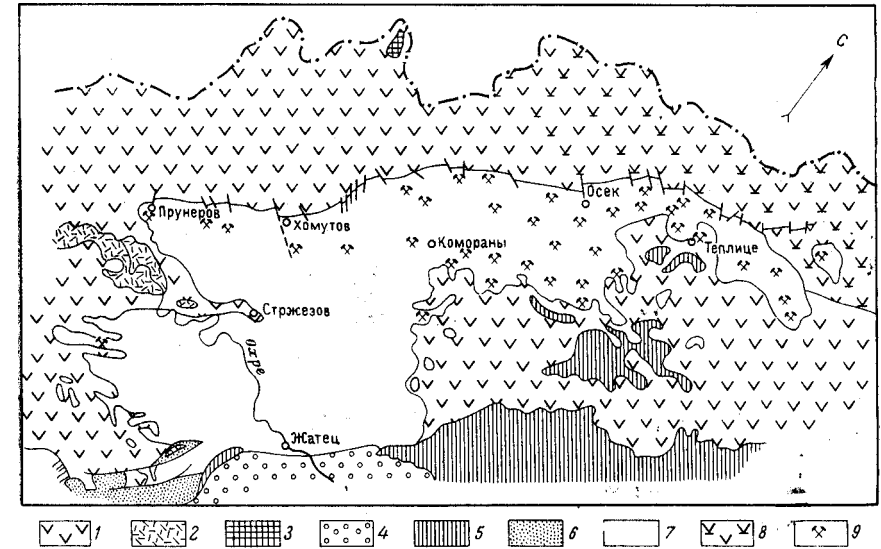 С
Осек
Прунеров
Хомутов
Комораны
Теплице
Стржезов
Охре
Жатец
1 2 3 4 5 6 7 8 9